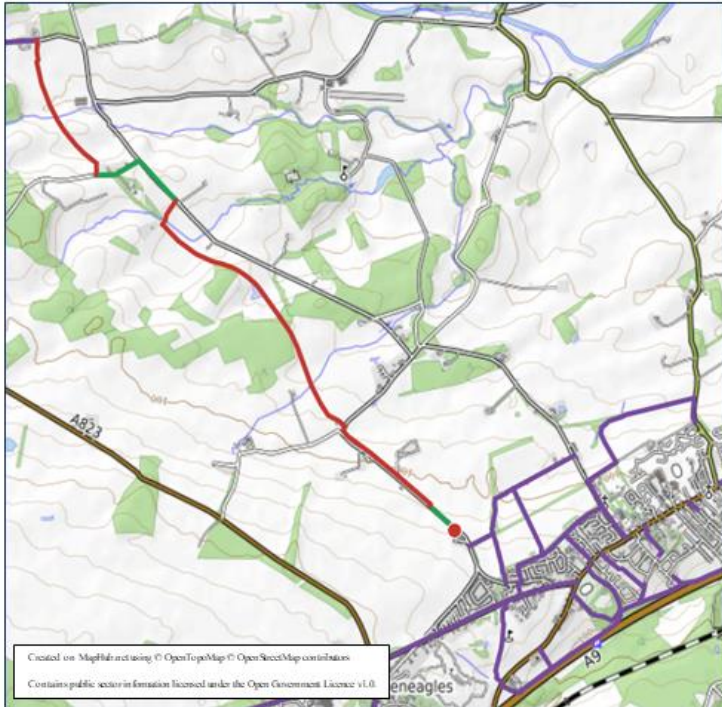 A823
A9
eneagles
Created on MapHub.net using © OpenTopoMap © OpenStreetMap contributors
Contains public sector information licensed under the Open Government Licence v1.0.